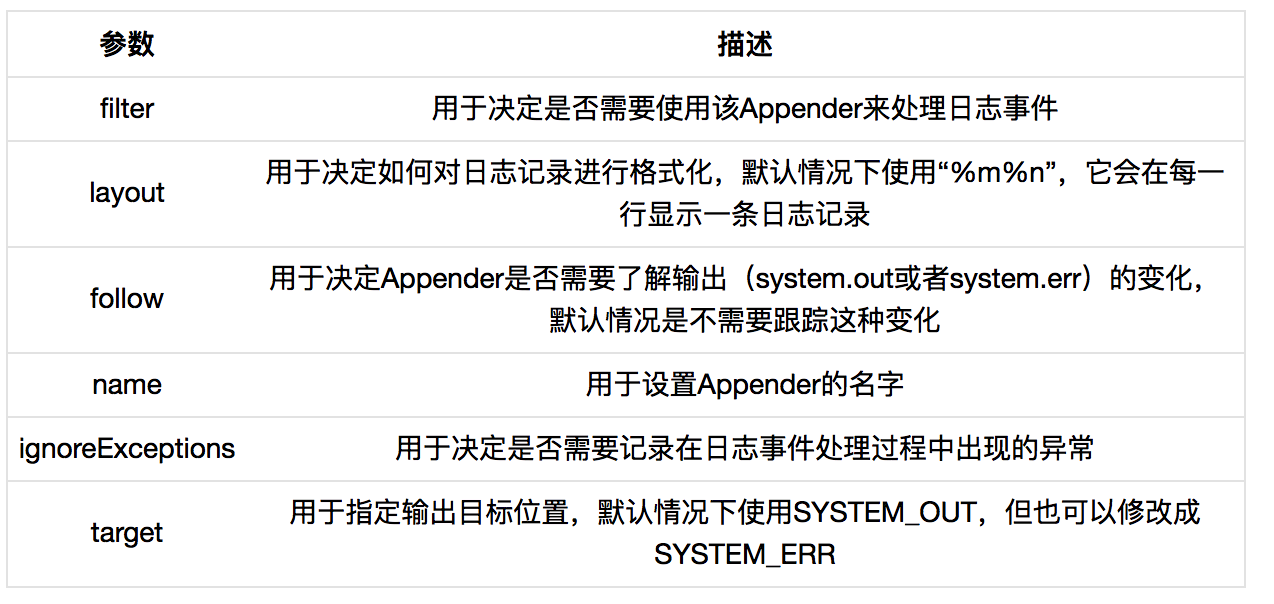 参数 描述
filter 用于决定是否需要使用该Appender来处理日志事件
layout 用于决定如何对日志记录进行格式化，默认情况下使用“%m%n”，它会在每一
行显示一条日志记录
follow 用于决定Appender是否需要了解输出（system.out或者system.err）的变化，
默认情况是不需要跟踪这种变化
name 用于设置Appender的名字
ignoreExceptions 用于决定是否需要记录在日志事件处理过程中出现的异常
target 用于指定输出目标位置，默认情况下使用SYSTEM_OUT，但也可以修改成
SYSTEM_ERR